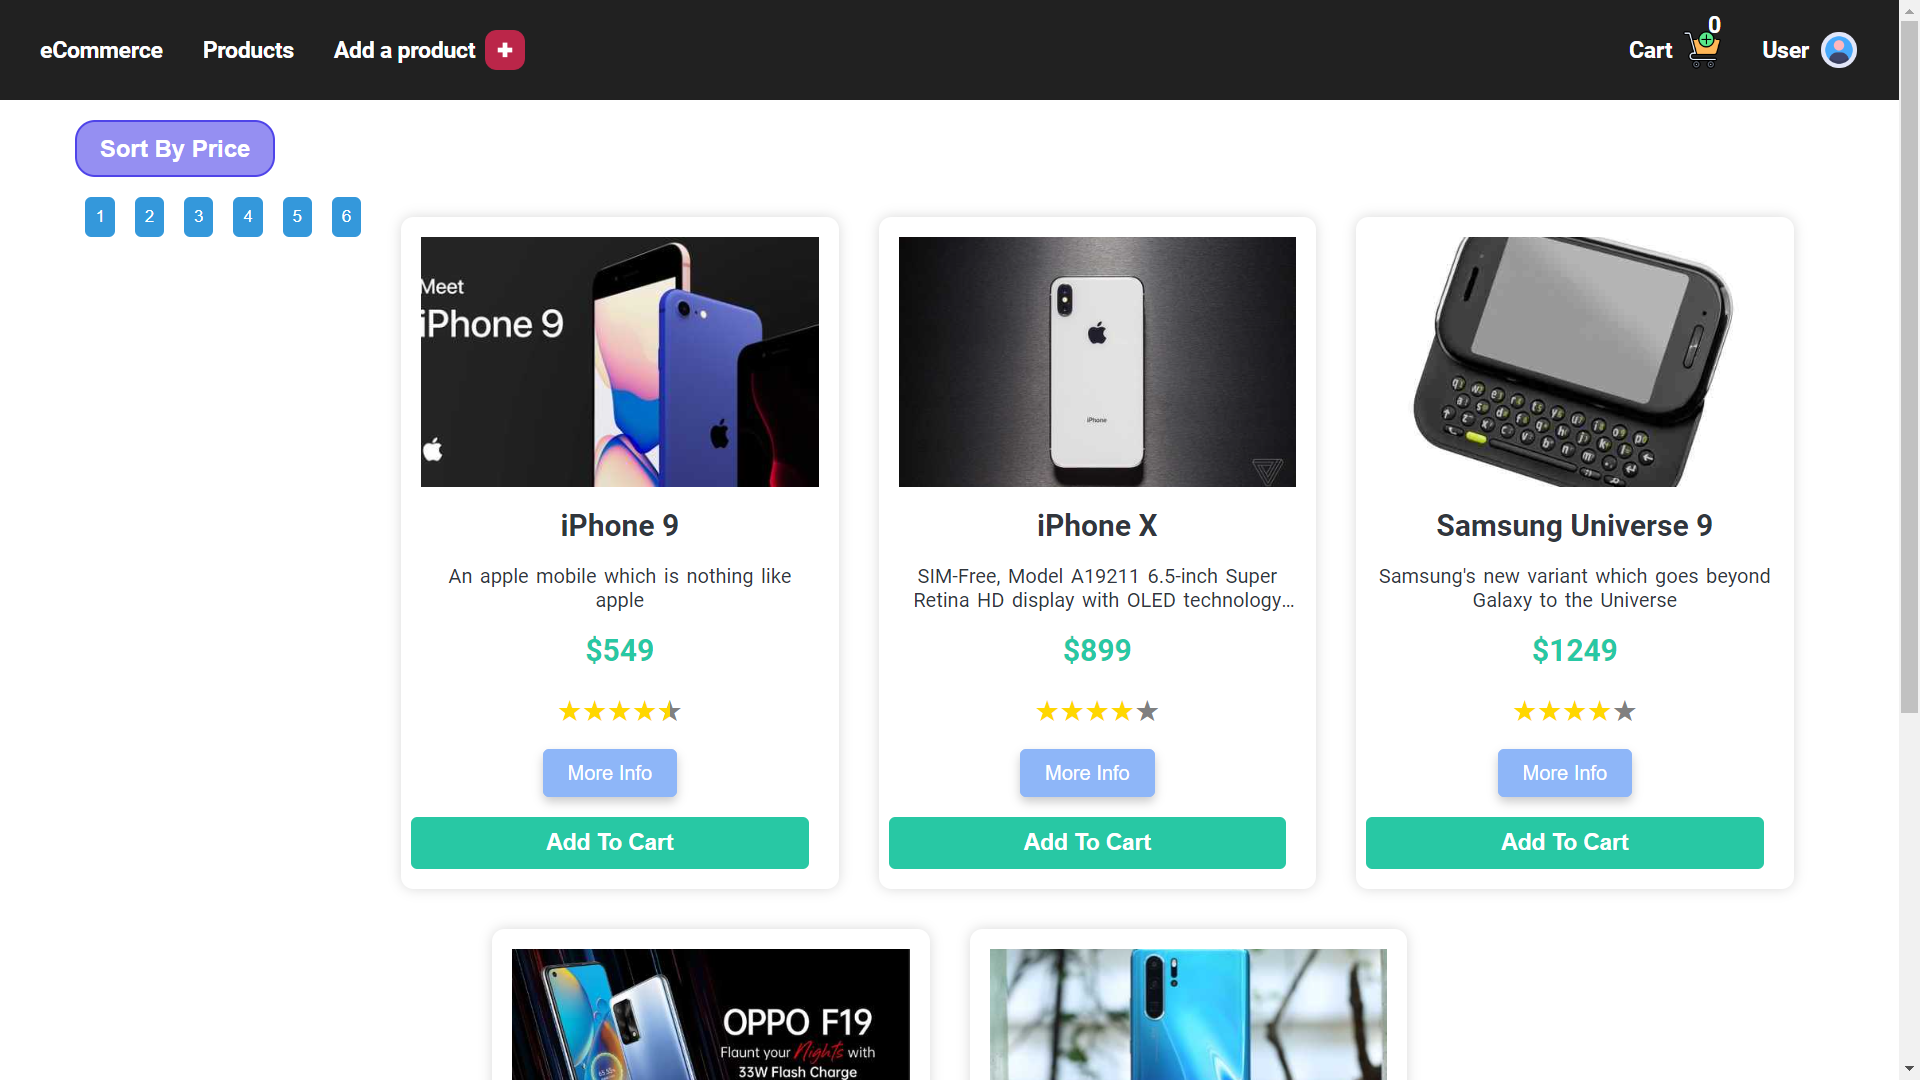 eCommerce
Products
Add a product
Cart
0
User
Sort By Price
1
2
3
4
5
6
Meet
iPhone 9
iPhone
iPhone 9
iPhone X
Samsung Universe 9
An apple mobile which is nothing like
apple
SIM-Free, Model A19211 6.5-inch Super
Retina HD display with OLED technology...
Samsung's new variant which goes beyond
Galaxy to the Universe
$549
$899
$1249
More Info
More Info
More Info
Add To Cart
Add To Cart
Add To Cart
OPPO F19
Flaunt your Nights with
33W Flash Charge